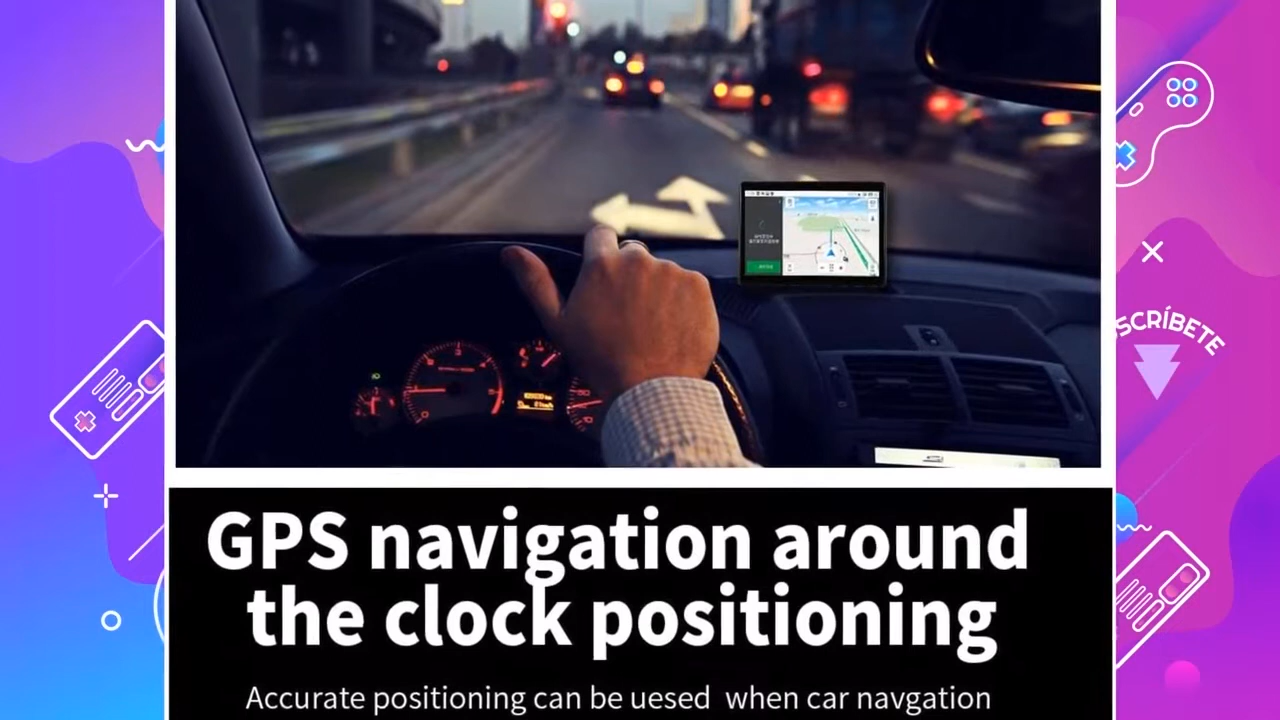 SCRÍBETE
GPS navigation around
the clock positioning
Accurate positioning can be uesed when car navgation